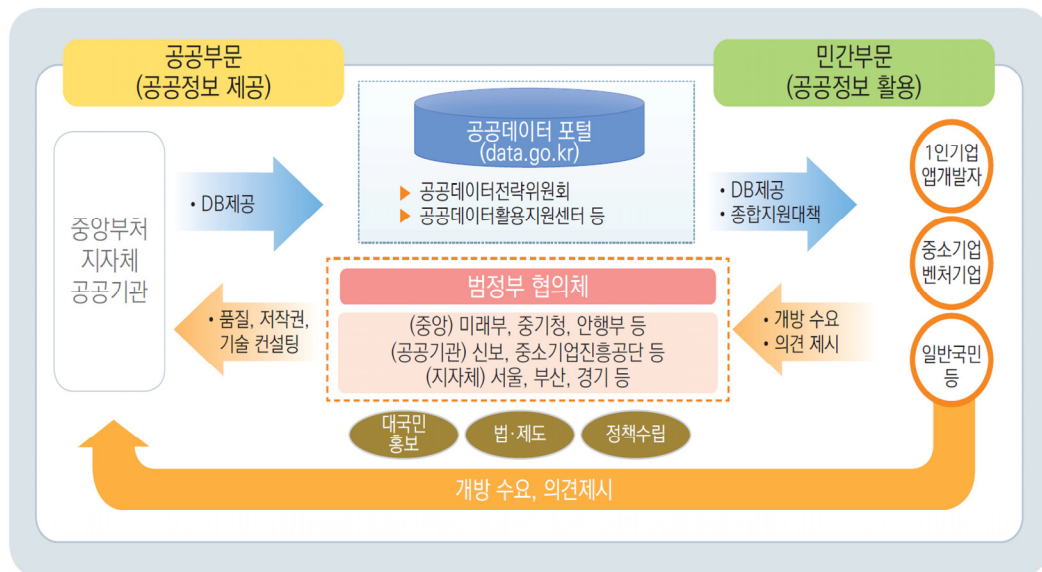 공공부문
(공공정보 제공)
민간부문
(공공정보 활용)
중앙부처
지자체
공공기관
• DB제공
공공데이터 포털
(data.go.kr)
▶ 공공데이터전략위원회
▶ 공공데이터활용지원센터 등
• DB제공
• 종합지원대책
1인기업
앱개발자
중소기업
벤처기업
일반국민
등
• 품질, 저작권,
기술 컨설팅
범정부 협의체
(중앙) 미래부, 중기청, 안행부 등
(공공기관) 신보, 중소기업진흥공단 등
(지자체) 서울, 부산, 경기 등
• 개방 수요
• 의견 제시
대국민
홍보
법·제도
정책수립
개방 수요, 의견제시